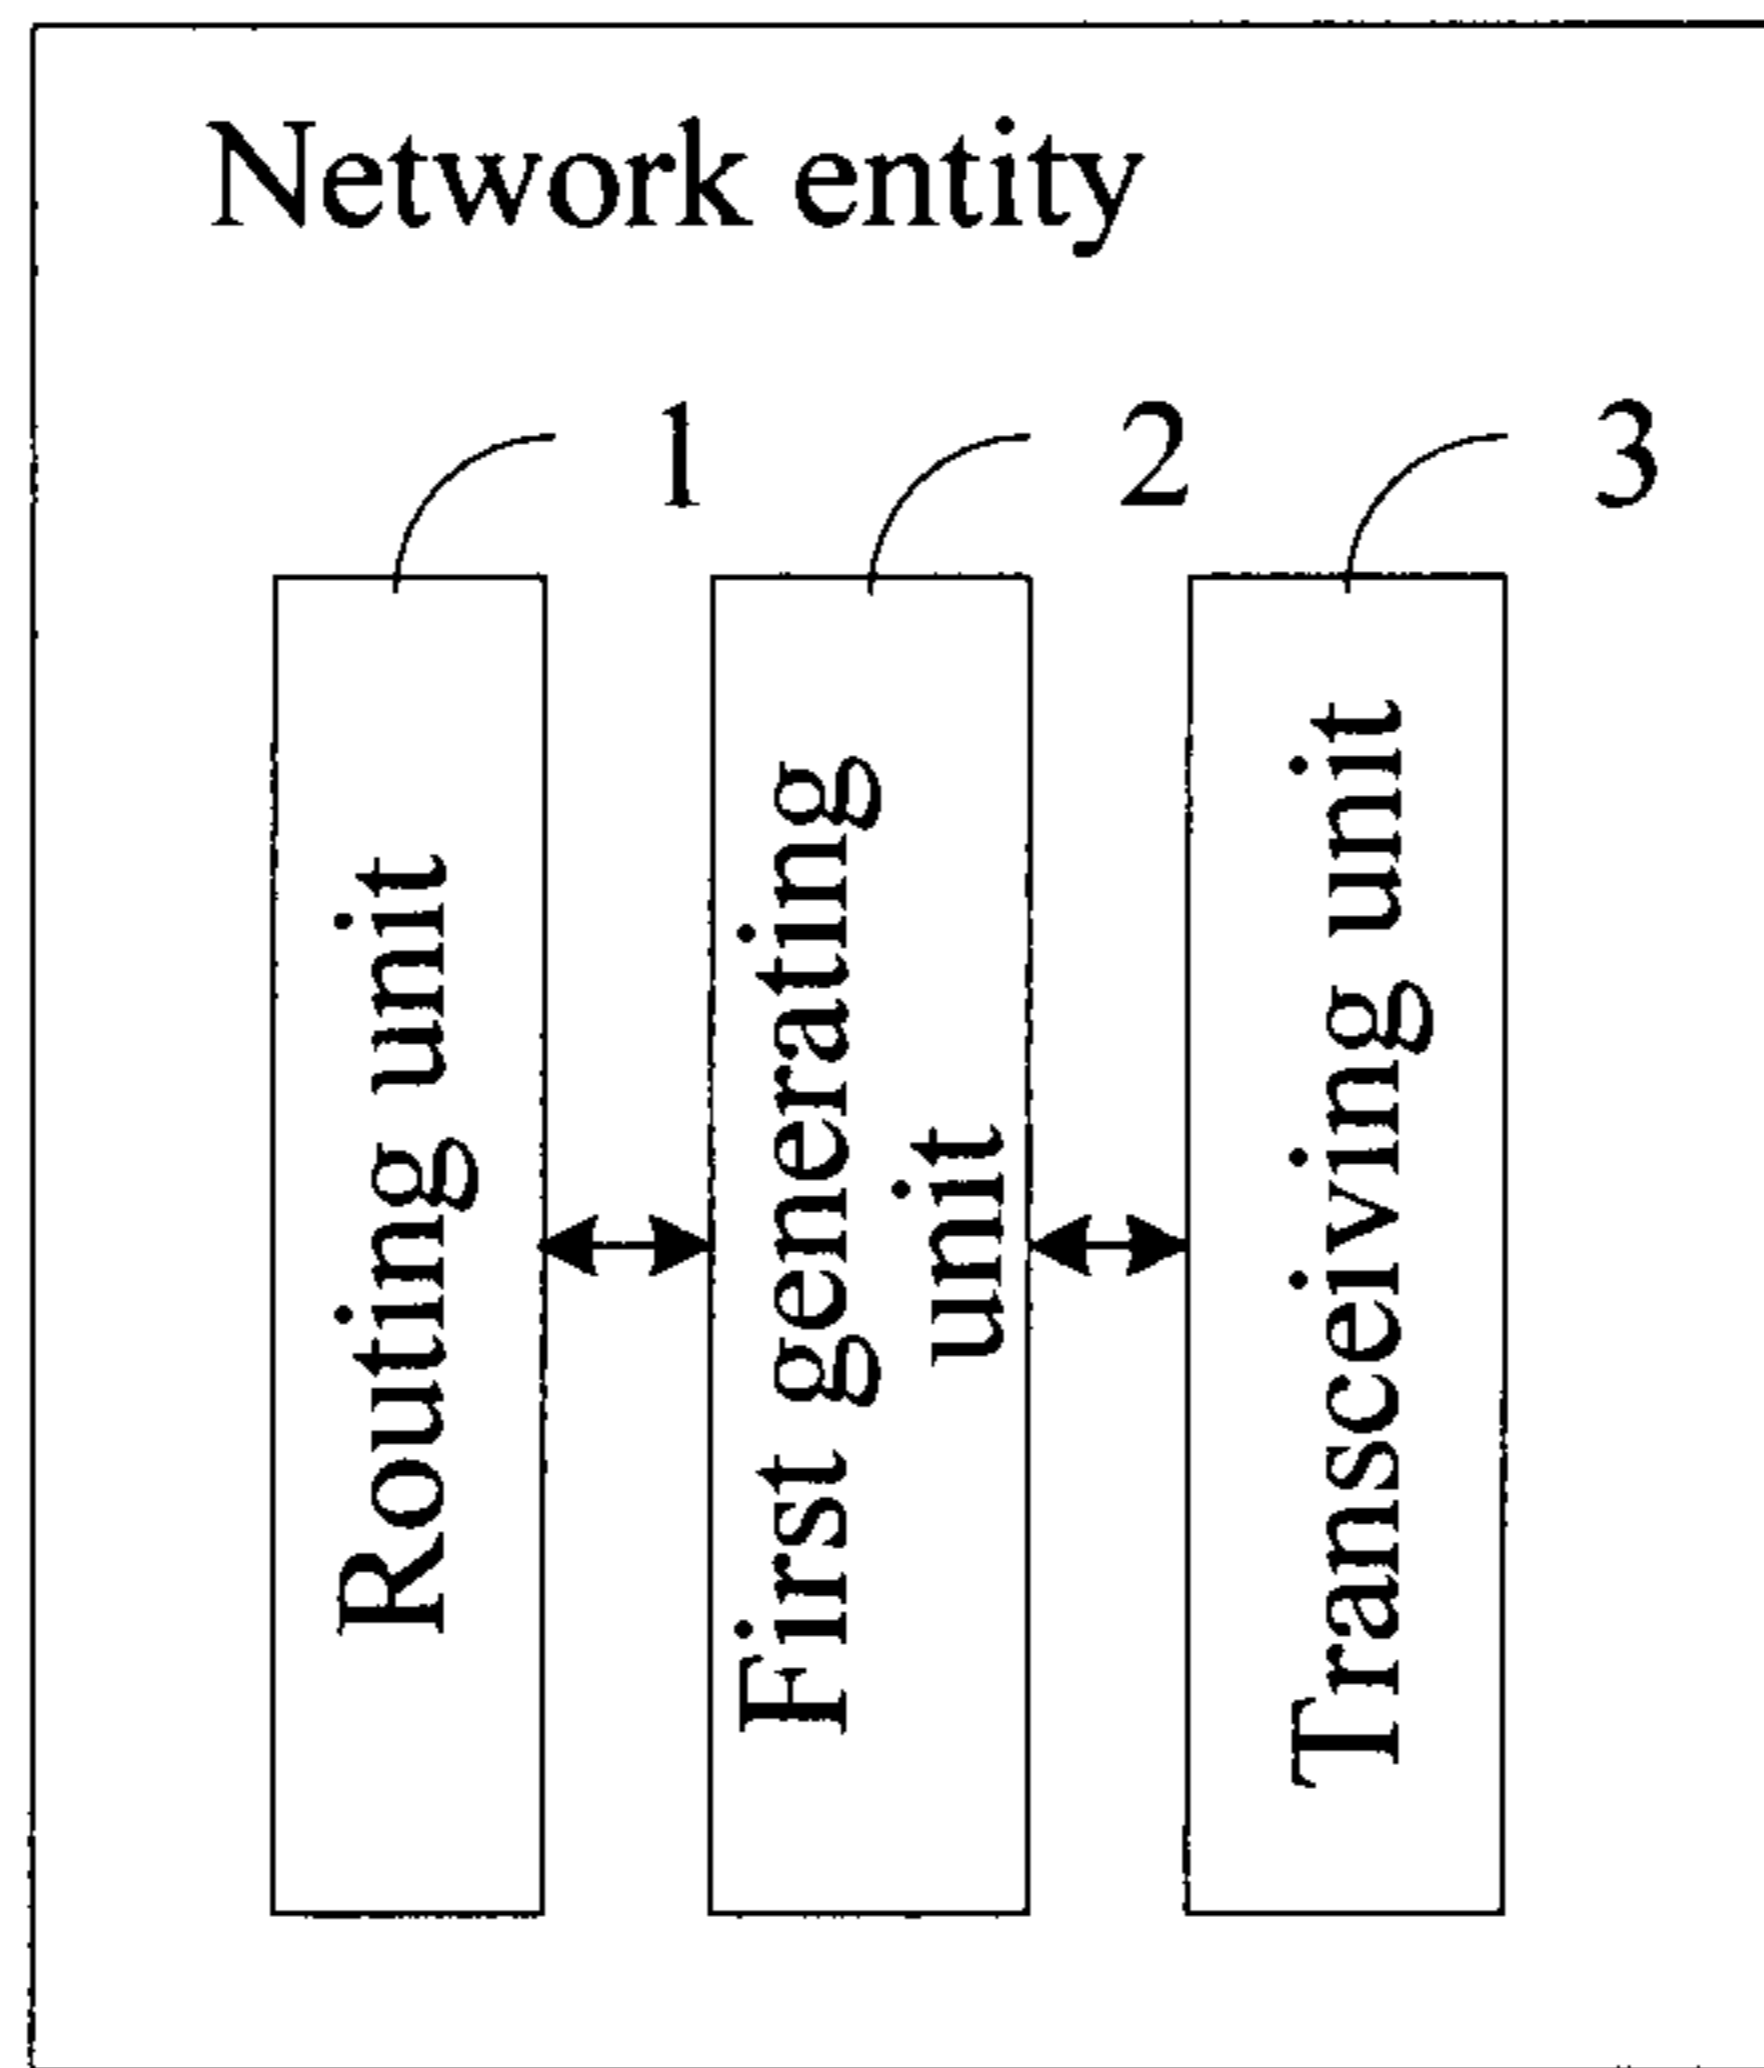 Network entity
1
2
3
Routing unit
First generating
unit
Transceiving unit